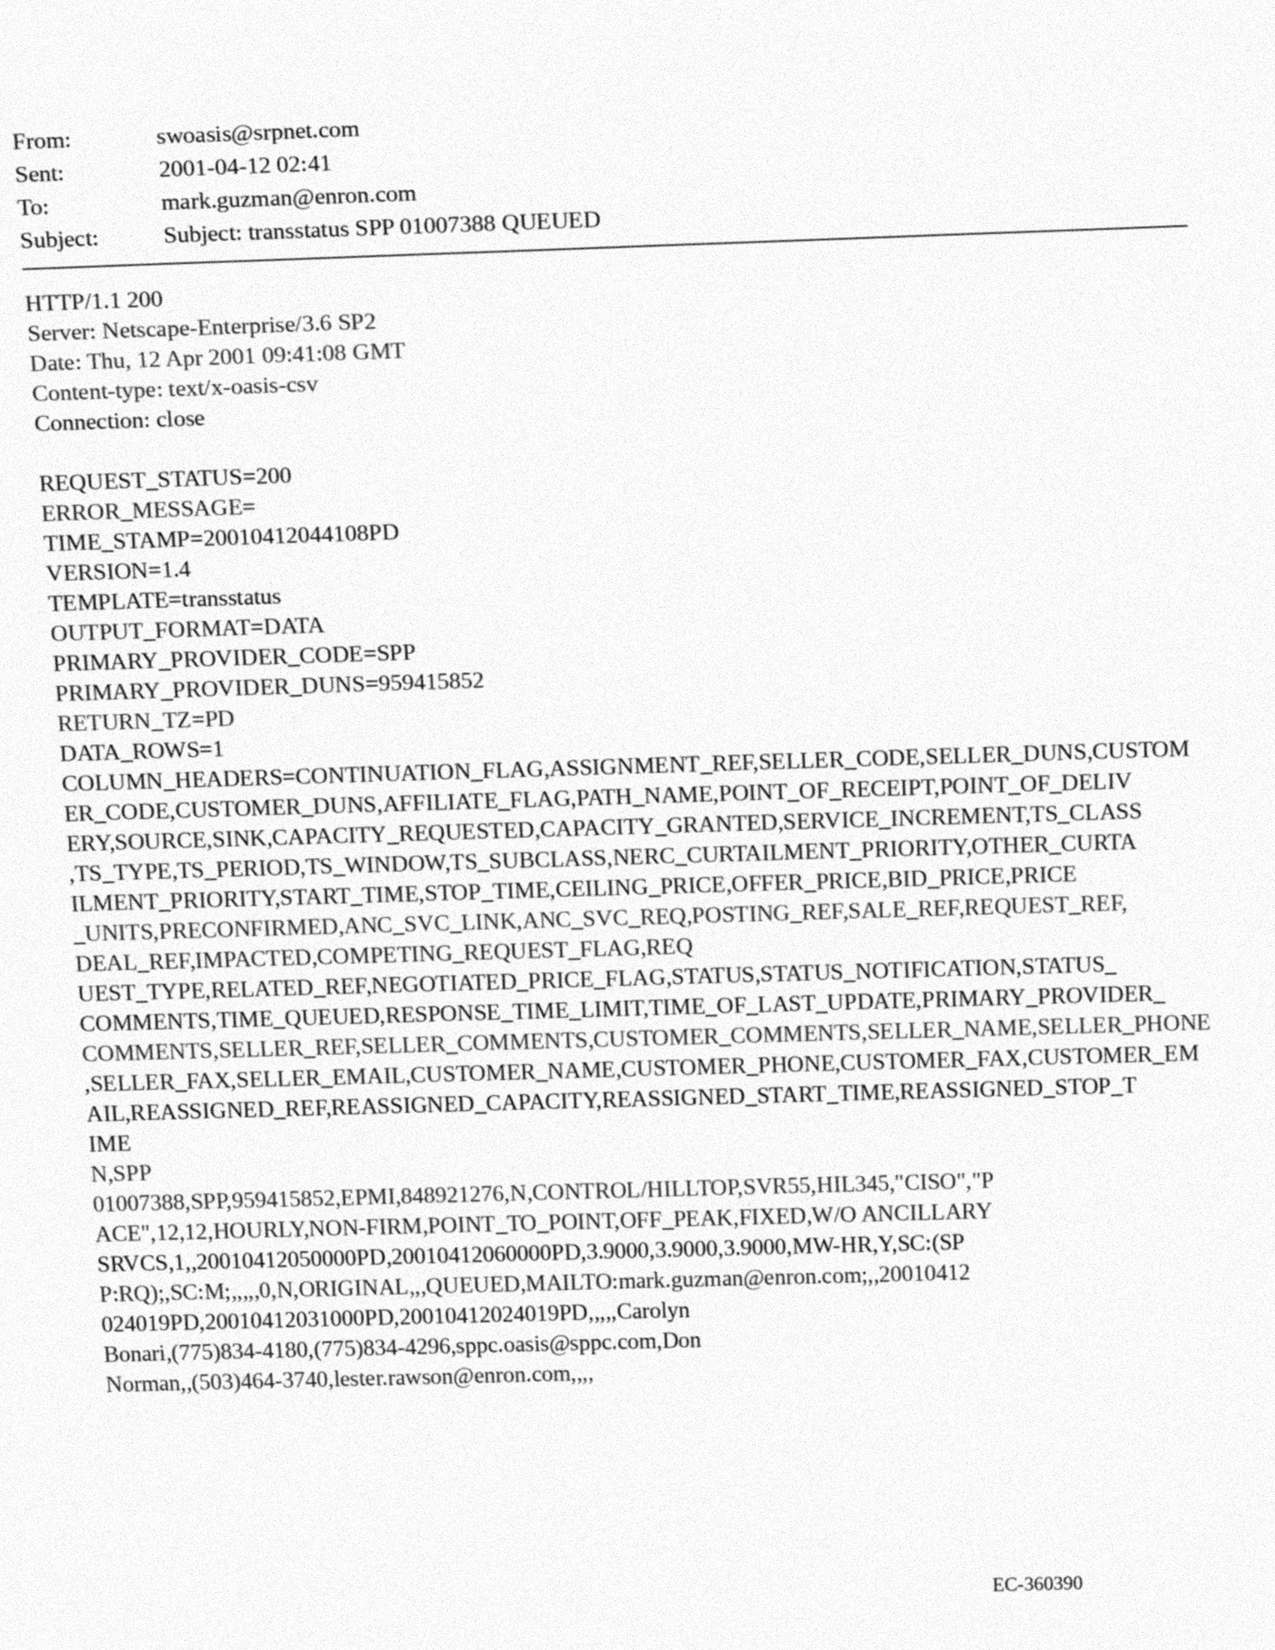 From: swoasis@srpnet.com
Sent: 2001-04-12 02:41
To: mark.guzman@enron.com
Subject: Subject: transstatus SPP 01007388 QUEUED
HTTP/1.1 200
Server: Netscape-Enterprise/3.6 SP2
Date: Thu, 12 Apr 2001 09:41:08 GMT
Content-type: text/x-oasis-csv
Connection: close
REQUEST_STATUS=200
ERROR_MESSAGE=
TIME_STAMP=20010412044108PD
VERSION=1.4
TEMPLATE=transstatus
OUTPUT_FORMAT=DATA
PRIMARY_PROVIDER_CODE=SPP
PRIMARY_PROVIDER_DUNS=959415852
RETURN_TZ=PD
DATA_ROWS=1
COLUMN_HEADERS=CONTINUATION_FLAG,ASSIGNMENT_REF,SELLER_CODE,SELLER_DUNS,CUSTOM
ER_CODE,CUSTOMER_DUNS,AFFILIATE_FLAG,PATH_NAME,POINT_OF_RECEIPT,POINT_OF_DELIV
ERY,SOURCE,SINK,CAPACITY_REQUESTED,CAPACITY_GRANTED,SERVICE_INCREMENT,TS_CLASS
,TS_TYPE,TS_PERIOD,TS_WINDOW,TS_SUBCLASS,NERC_CURTAILMENT_PRIORITY,OTHER_CURTA
ILMENT_PRIORITY,START_TIME,STOP_TIME,CEILING_PRICE,OFFER_PRICE,BID_PRICE,PRICE
_UNITS,PRECONFIRMED,ANC_SVC_LINK,ANC_SVC_REQ,POSTING_REF,SALE_REF,REQUEST_REF,
DEAL_REF,IMPACTED,COMPETING_REQUEST_FLAG,REQ
UEST_TYPE,RELATED_REF,NEGOTIATED_PRICE_FLAG,STATUS,STATUS_NOTIFICATION,STATUS_
COMMENTS,TIME_QUEUED,RESPONSE_TIME_LIMIT,TIME_OF_LAST_UPDATE,PRIMARY_PROVIDER_
COMMENTS,SELLER_REF,SELLER_COMMENTS,CUSTOMER_COMMENTS,SELLER_NAME,SELLER_PHONE
,SELLER_FAX,SELLER_EMAIL,CUSTOMER_NAME,CUSTOMER_PHONE,CUSTOMER_FAX,CUSTOMER_EM
AIL,REASSIGNED_REF,REASSIGNED_CAPACITY,REASSIGNED_START_TIME,REASSIGNED_STOP_T
IME
N,SPP
01007388,SPP,959415852,EPMI,848921276,N,CONTROL/HILLTOP,SVR55,HIL345,"CISO","P
ACE",12,12,HOURLY,NON-FIRM,POINT_TO_POINT,OFF_PEAK,FIXED,W/O ANCILLARY
SRVCS,1,,20010412050000PD,20010412060000PD,3.9000,3.9000,3.9000,MW-HR,Y,SC:(SP
P:RQ);,SC:M;,,,,,0,N,ORIGINAL,,,QUEUED,MAILTO:mark.guzman@enron.com;,,20010412
024019PD,20010412031000PD,20010412024019PD,,,,,Carolyn
Bonari,(775)834-4180,(775)834-4296,sppc.oasis@sppc.com,Don
Norman,,(503)464-3740,lester.rawson@enron.com,,,,
EC-360390